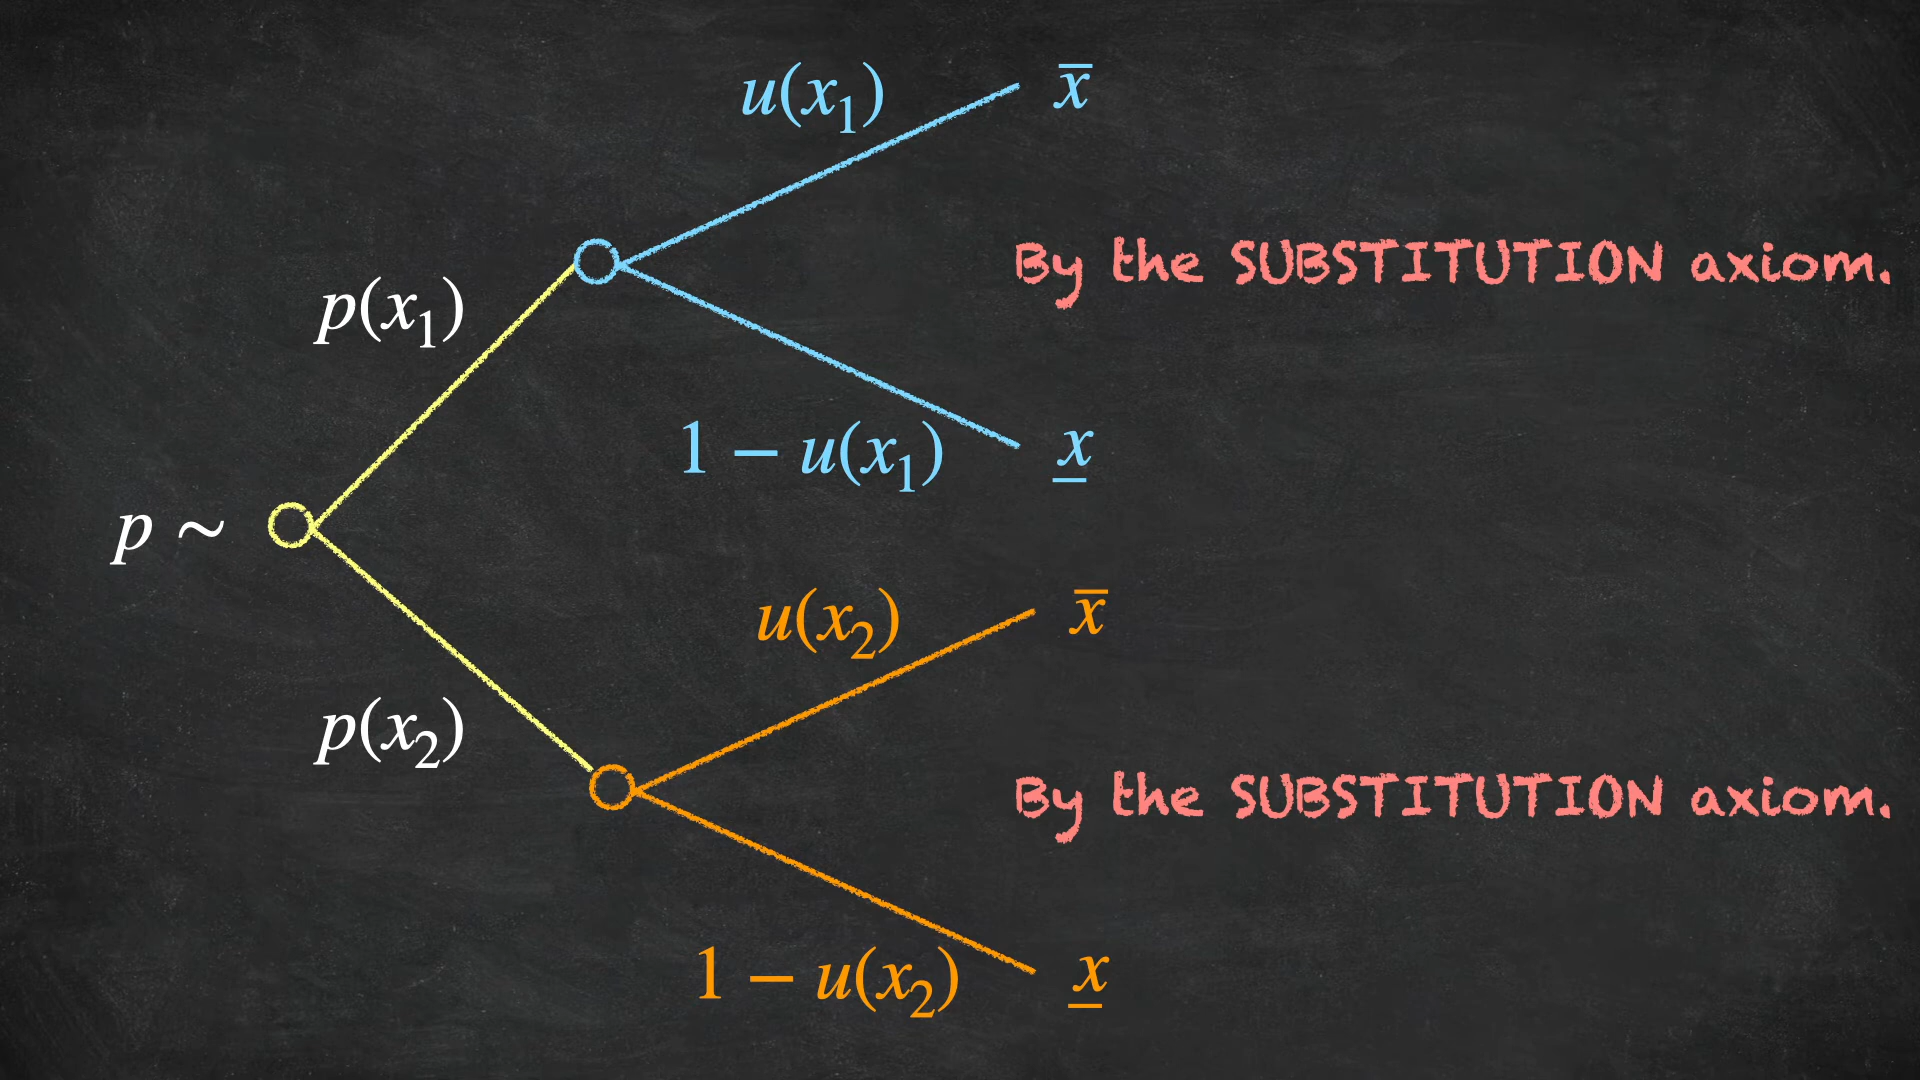 u(x₁)
x̅
By the SUBSTITUTION axiom.
p(x₁)
1 − u(x₁)
x̲
p ~
u(x₂)
x̅
p(x₂)
By the SUBSTITUTION axiom.
1 − u(x₂)
x̲